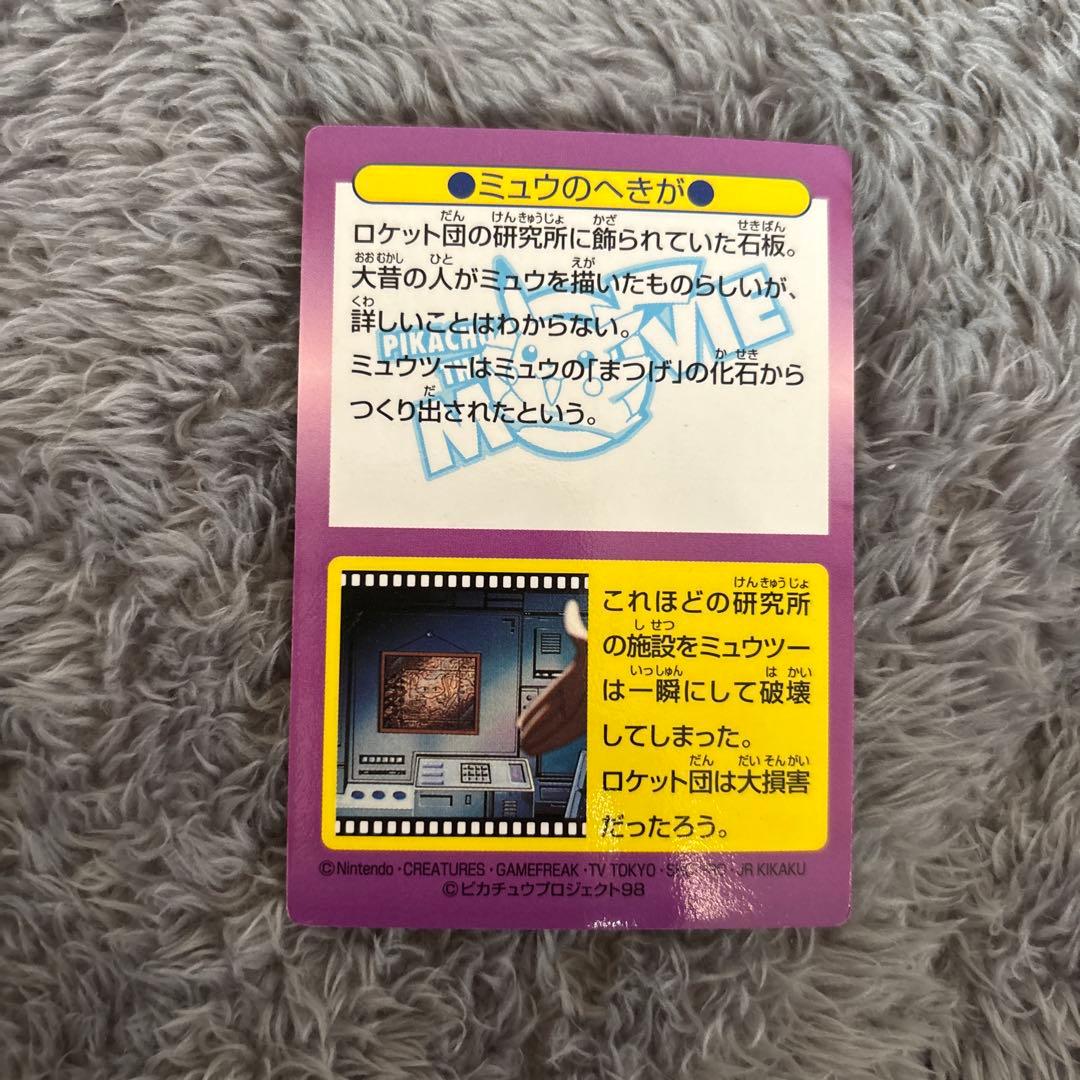 ●ミュウのへきが●
ロケット団の研究所に飾られていた石板。
大昔の人がミュウを描いたものらしいが、
詳しいことはわからない。
ミュウツーはミュウの「まつげ」の化石から
つくり出されたという。
PIKACHU
THE
MOVIE
これほどの研究所
の施設をミュウツー
は一瞬にして破壊
してしまった。
ロケット団は大損害
だったろう。
©Nintendo・CREATURES・GAMEFREAK・TV TOKYO・ ・JR KIKAKU
©ピカチュウプロジェクト98